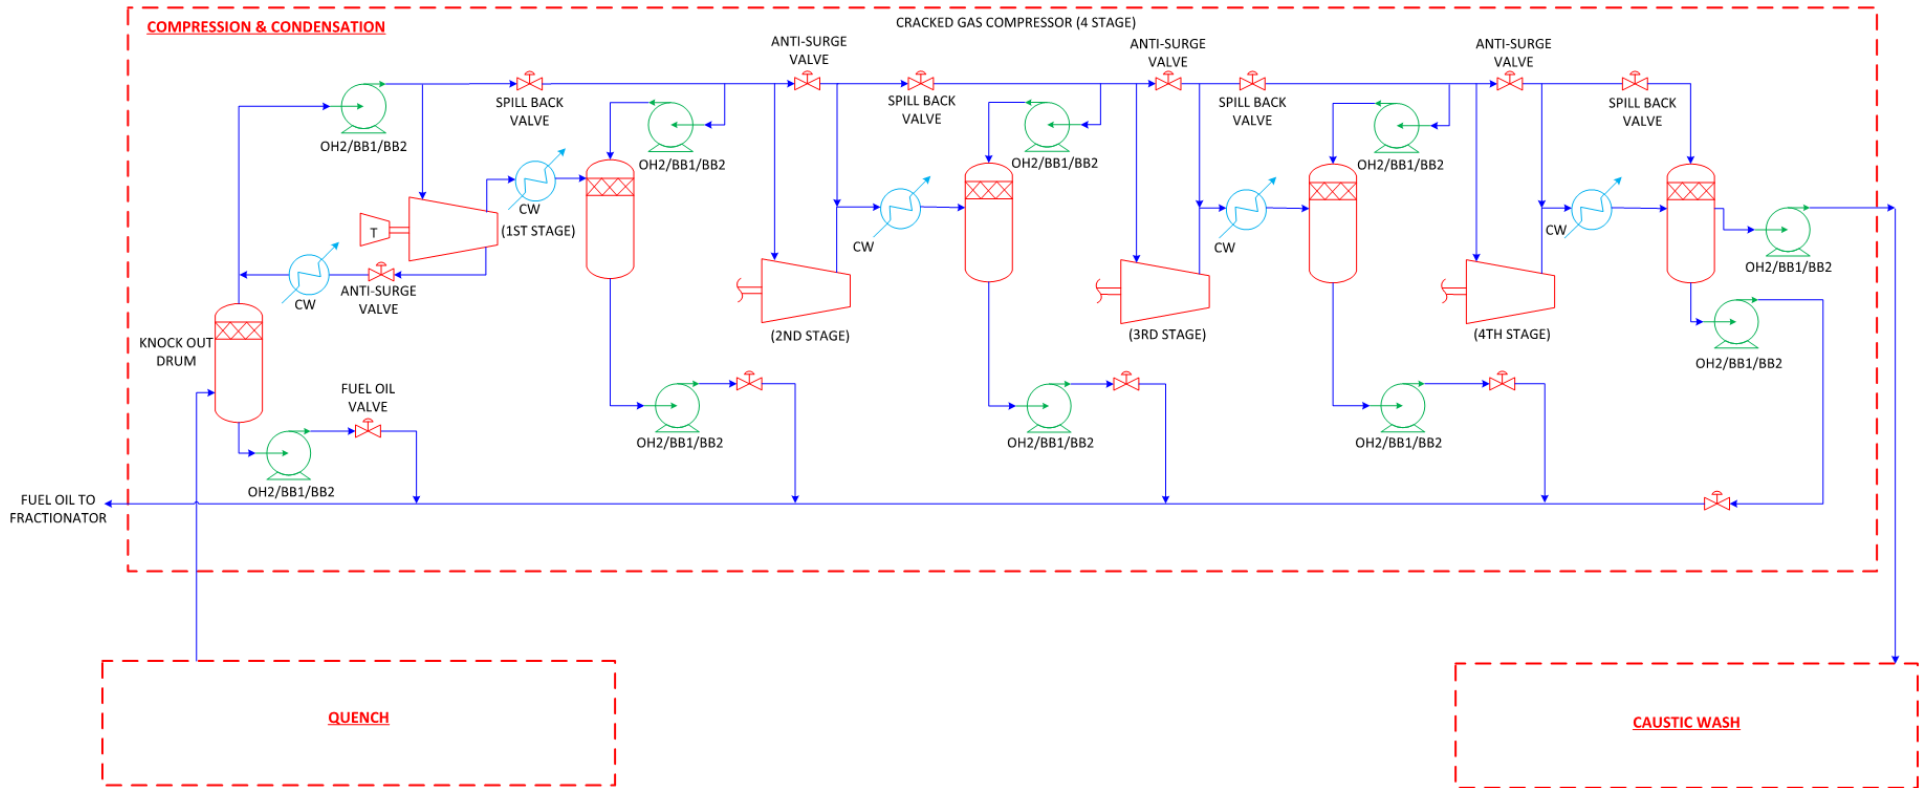 COMPRESSION & CONDENSATION
CRACKED GAS COMPRESSOR (4 STAGE)
ANTI-SURGE
VALVE
ANTI-SURGE
VALVE
ANTI-SURGE
VALVE
SPILL BACK
VALVE
SPILL BACK
VALVE
SPILL BACK
VALVE
SPILL BACK
VALVE
OH2/BB1/BB2
OH2/BB1/BB2
OH2/BB1/BB2
OH2/BB1/BB2
CW
T
(1ST STAGE)
CW
CW
CW
OH2/BB1/BB2
CW
ANTI-SURGE
VALVE
(2ND STAGE)
(3RD STAGE)
(4TH STAGE)
KNOCK OUT
DRUM
OH2/BB1/BB2
FUEL OIL
VALVE
OH2/BB1/BB2
OH2/BB1/BB2
OH2/BB1/BB2
OH2/BB1/BB2
FUEL OIL TO
FRACTIONATOR
QUENCH
CAUSTIC WASH